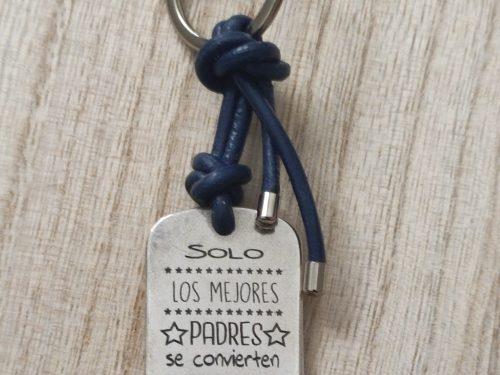 SOLO
LOS MEJORES
PADRES
se convierten